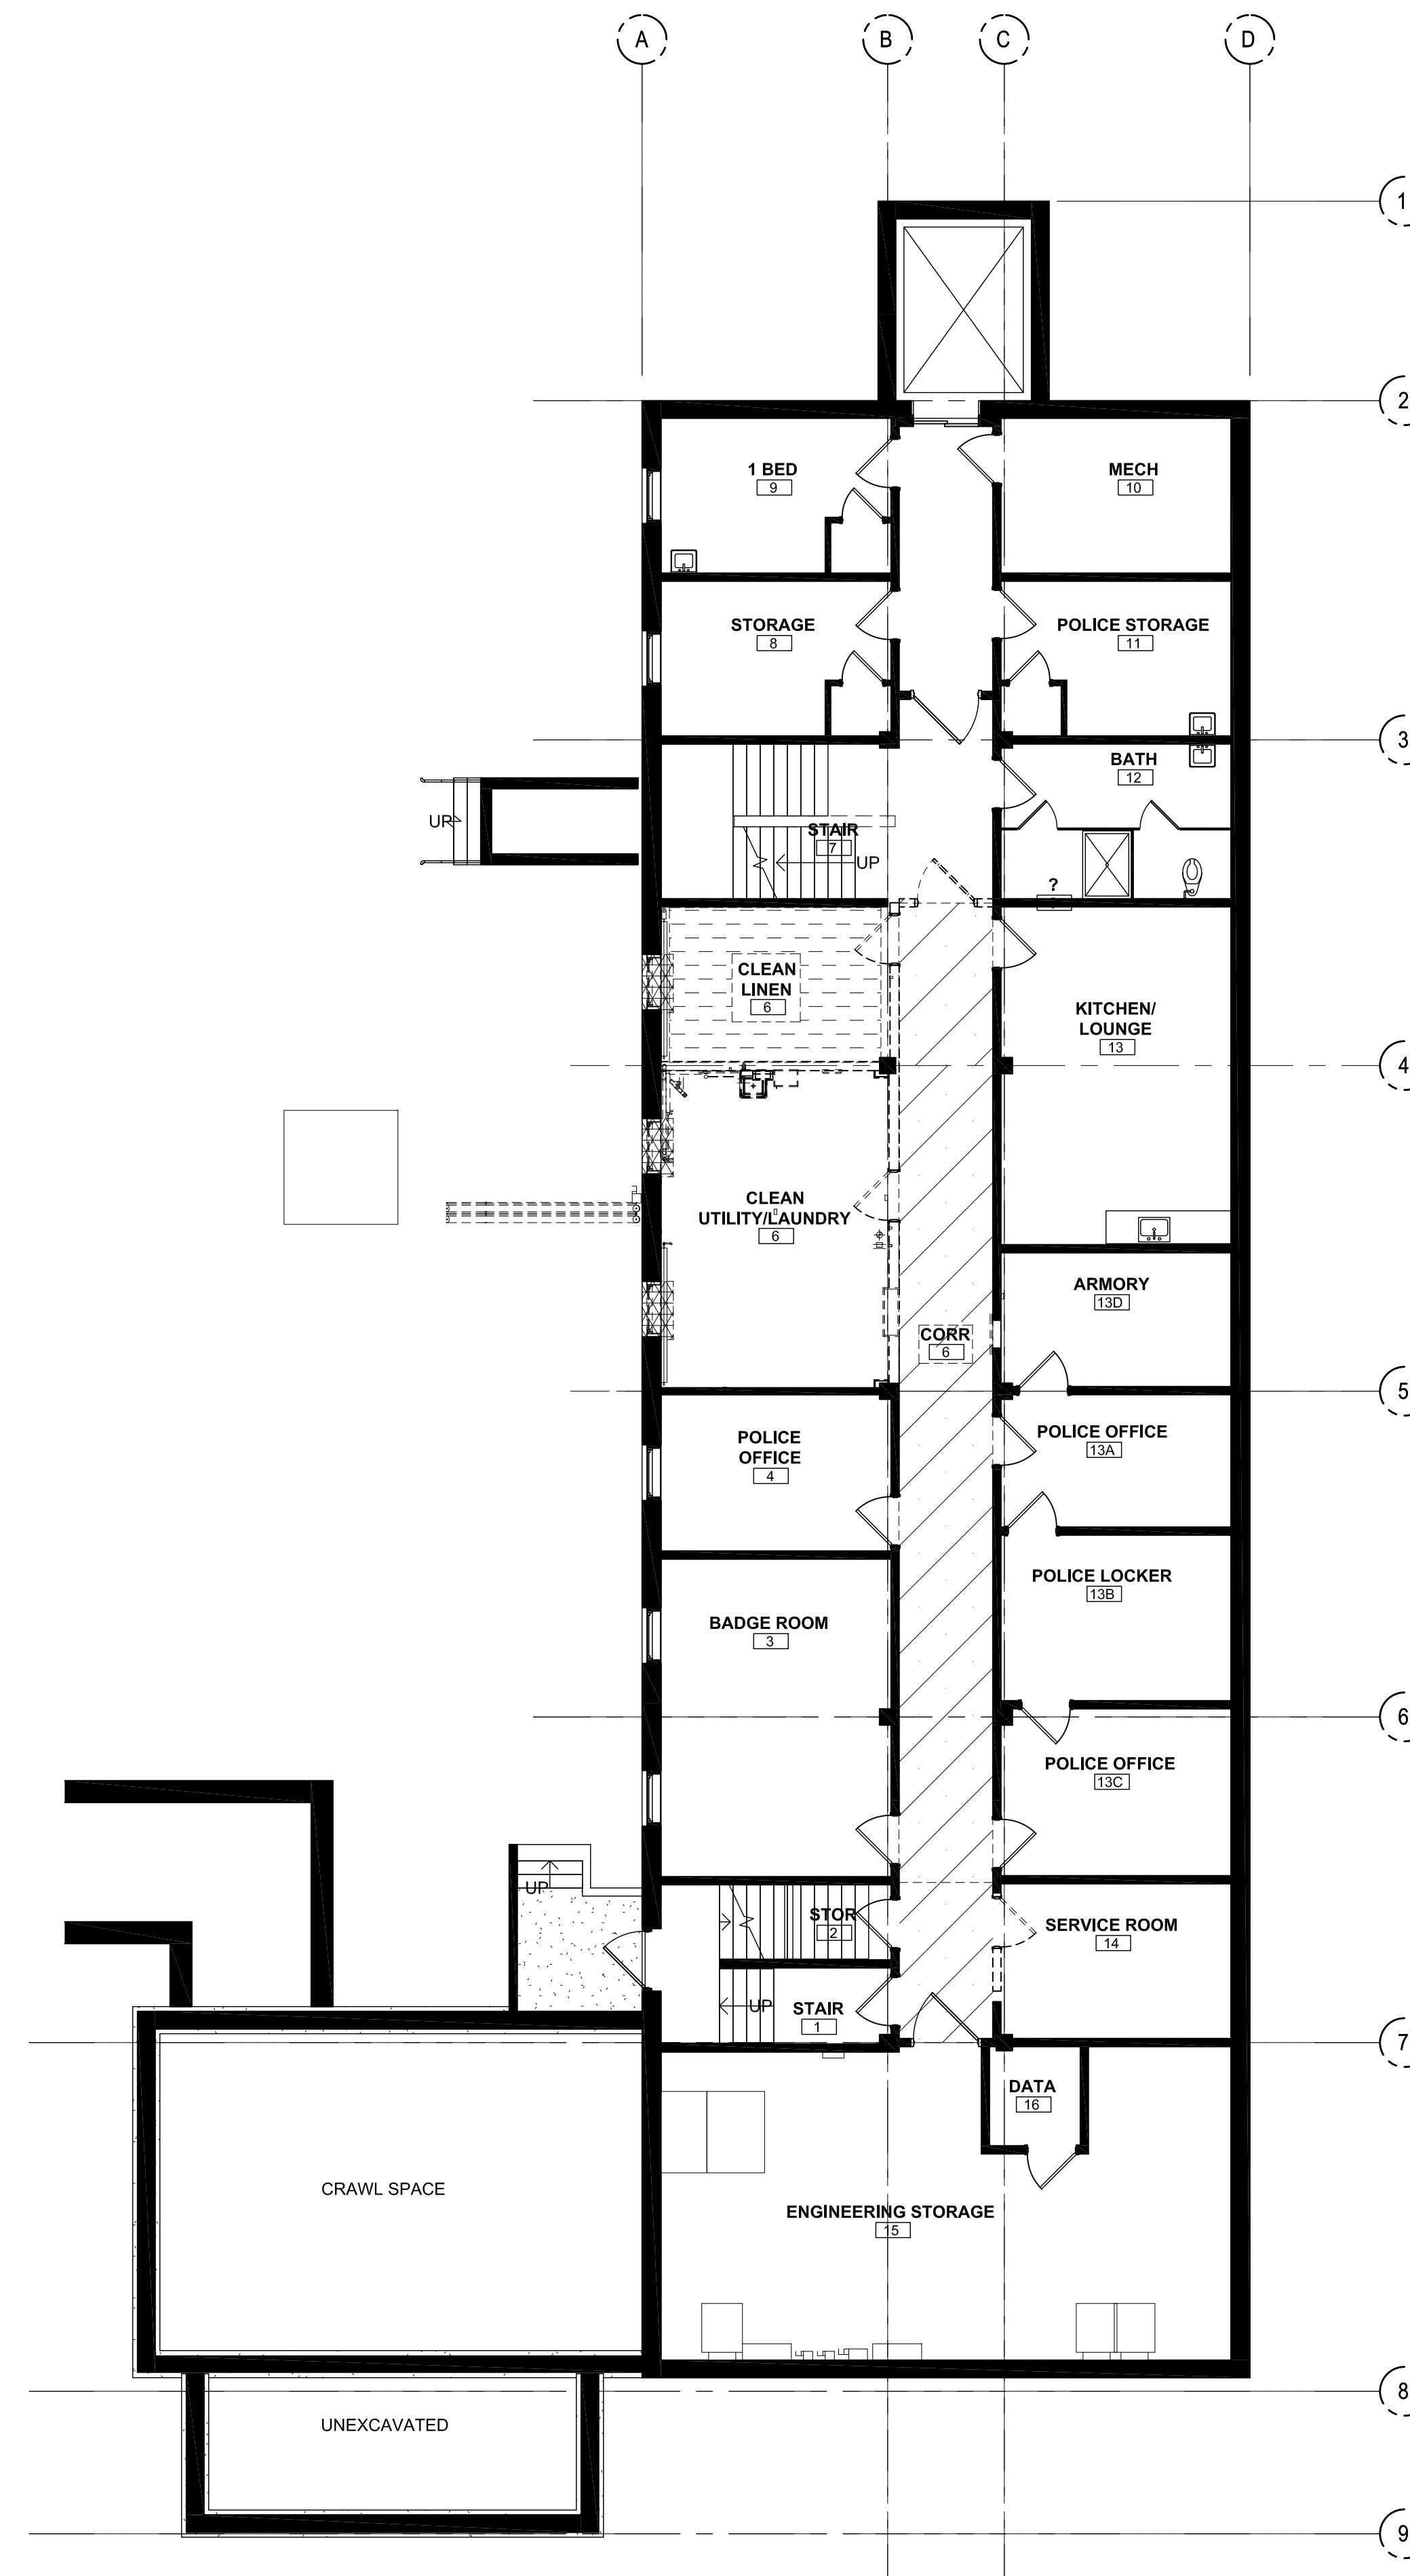 A
B
C
D
1
2
1 BED
9
MECH
10
STORAGE
8
POLICE STORAGE
11
3
BATH
12
UP
STAIR
7
UP
?
CLEAN
LINEN
6
KITCHEN/
LOUNGE
13
4
CLEAN
UTILITY/LAUNDRY
6
ARMORY
13D
CORR
6
5
POLICE
OFFICE
4
POLICE OFFICE
13A
POLICE LOCKER
13B
BADGE ROOM
3
6
POLICE OFFICE
13C
UP
STOR
2
SERVICE ROOM
14
UP
STAIR
1
7
DATA
16
CRAWL SPACE
ENGINEERING STORAGE
15
8
UNEXCAVATED
9